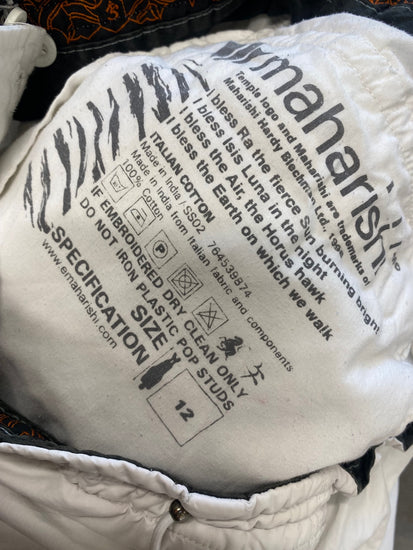 maharishi
Temple logo and Maharishi are trademarks of
Maharishi Hardy Blechman Ltd.,
I bless Ra the fierce Sun burning bright
I bless Isis Luna in the night
I bless the Air, the Horus hawk
I bless the Earth on which we walk
ITALIAN COTTON
Made in India / SS02 764539874
Made in India from Italian fabric and components
100% Cotton
IF EMBROIDERED DRY CLEAN ONLY
DO NOT IRON PLASTIC POP STUDS
SPECIFICATION
www.emaharishi.com
SIZE
12